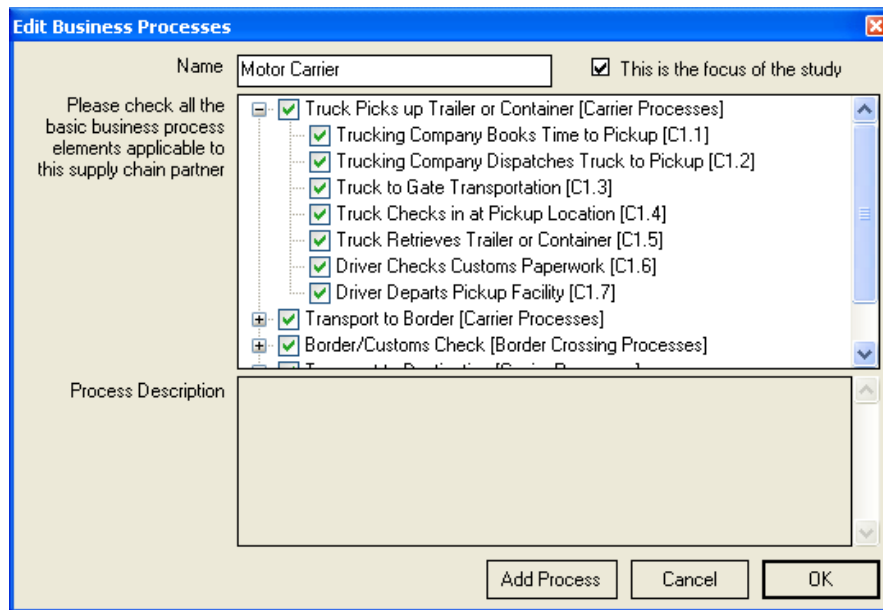 Edit Business Processes
Name
Motor Carrier
This is the focus of the study
Please check all the
basic business process
elements applicable to
this supply chain partner
Truck Picks up Trailer or Container [Carrier Processes]
Trucking Company Books Time to Pickup [C1.1]
Trucking Company Dispatches Truck to Pickup [C1.2]
Truck to Gate Transportation [C1.3]
Truck Checks in at Pickup Location [C1.4]
Truck Retrieves Trailer or Container [C1.5]
Driver Checks Customs Paperwork [C1.6]
Driver Departs Pickup Facility [C1.7]
Transport to Border [Carrier Processes]
Border/Customs Check [Border Crossing Processes]
Process Description
Add Process
Cancel
OK